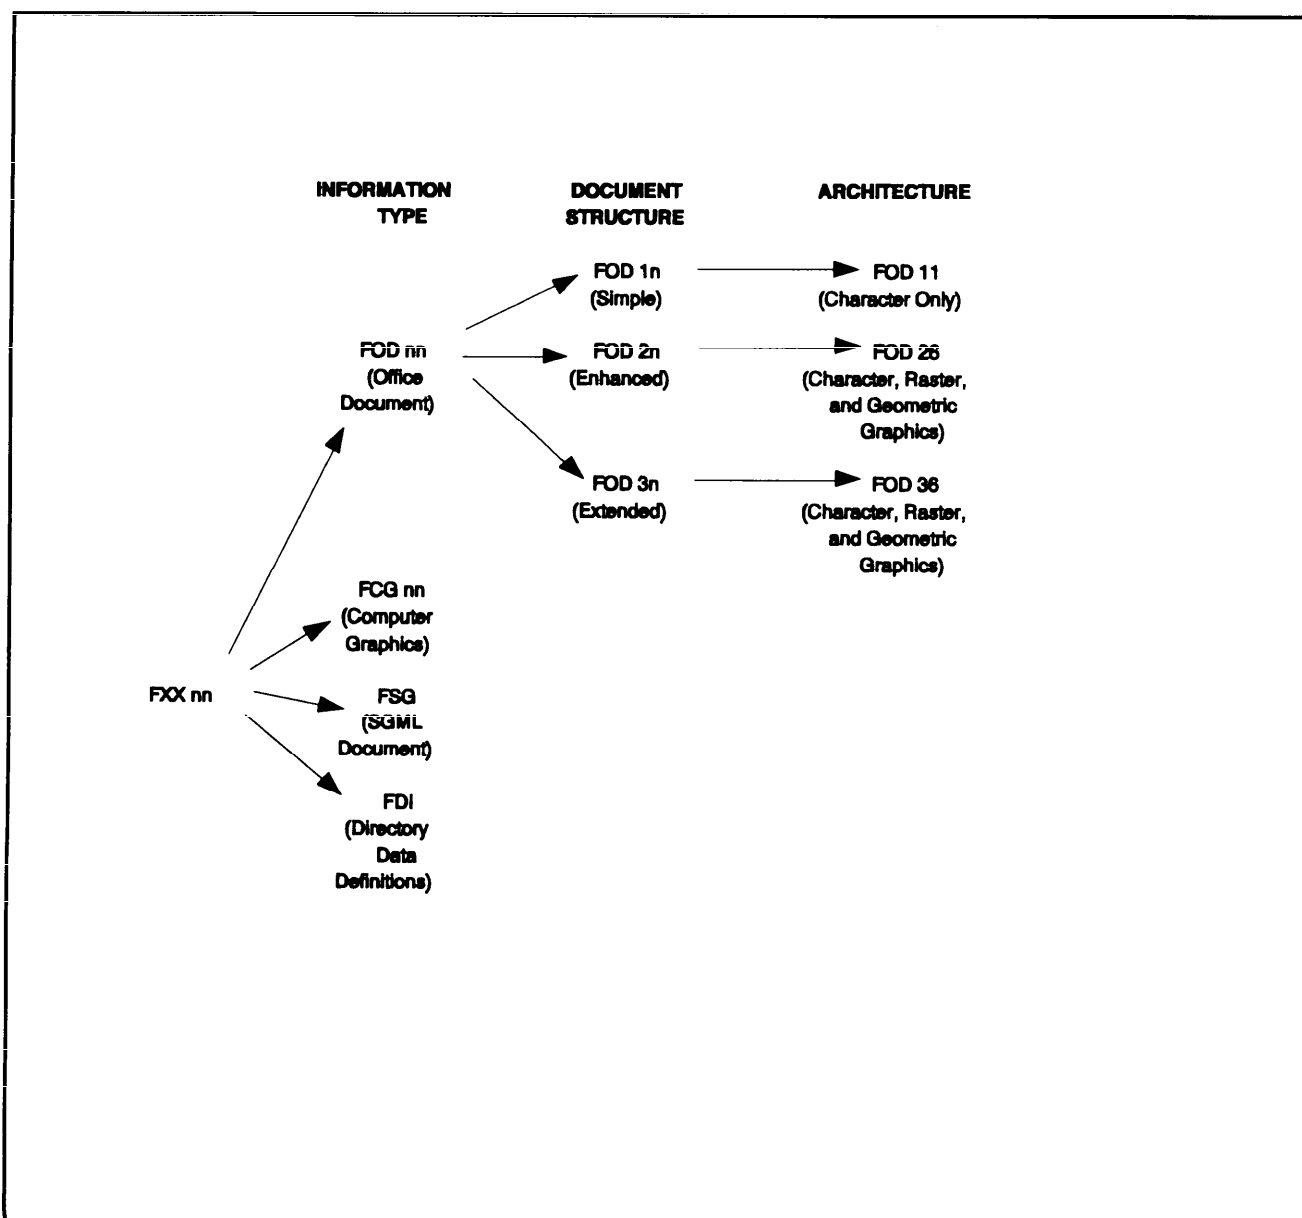 INFORMATION
TYPE
DOCUMENT
STRUCTURE
ARCHITECTURE
FOD 1n
(Simple)
FOD 11
(Character Only)
FOD nn
(Office
Document)
FOD 2n
(Enhanced)
FOD 26
(Character, Raster,
and Geometric
Graphics)
FOD 3n
(Extended)
FOD 36
(Character, Raster,
and Geometric
Graphics)
FCG nn
(Computer
Graphics)
FXX nn
FSG
(SGML
Document)
FDI
(Directory
Data
Definitions)